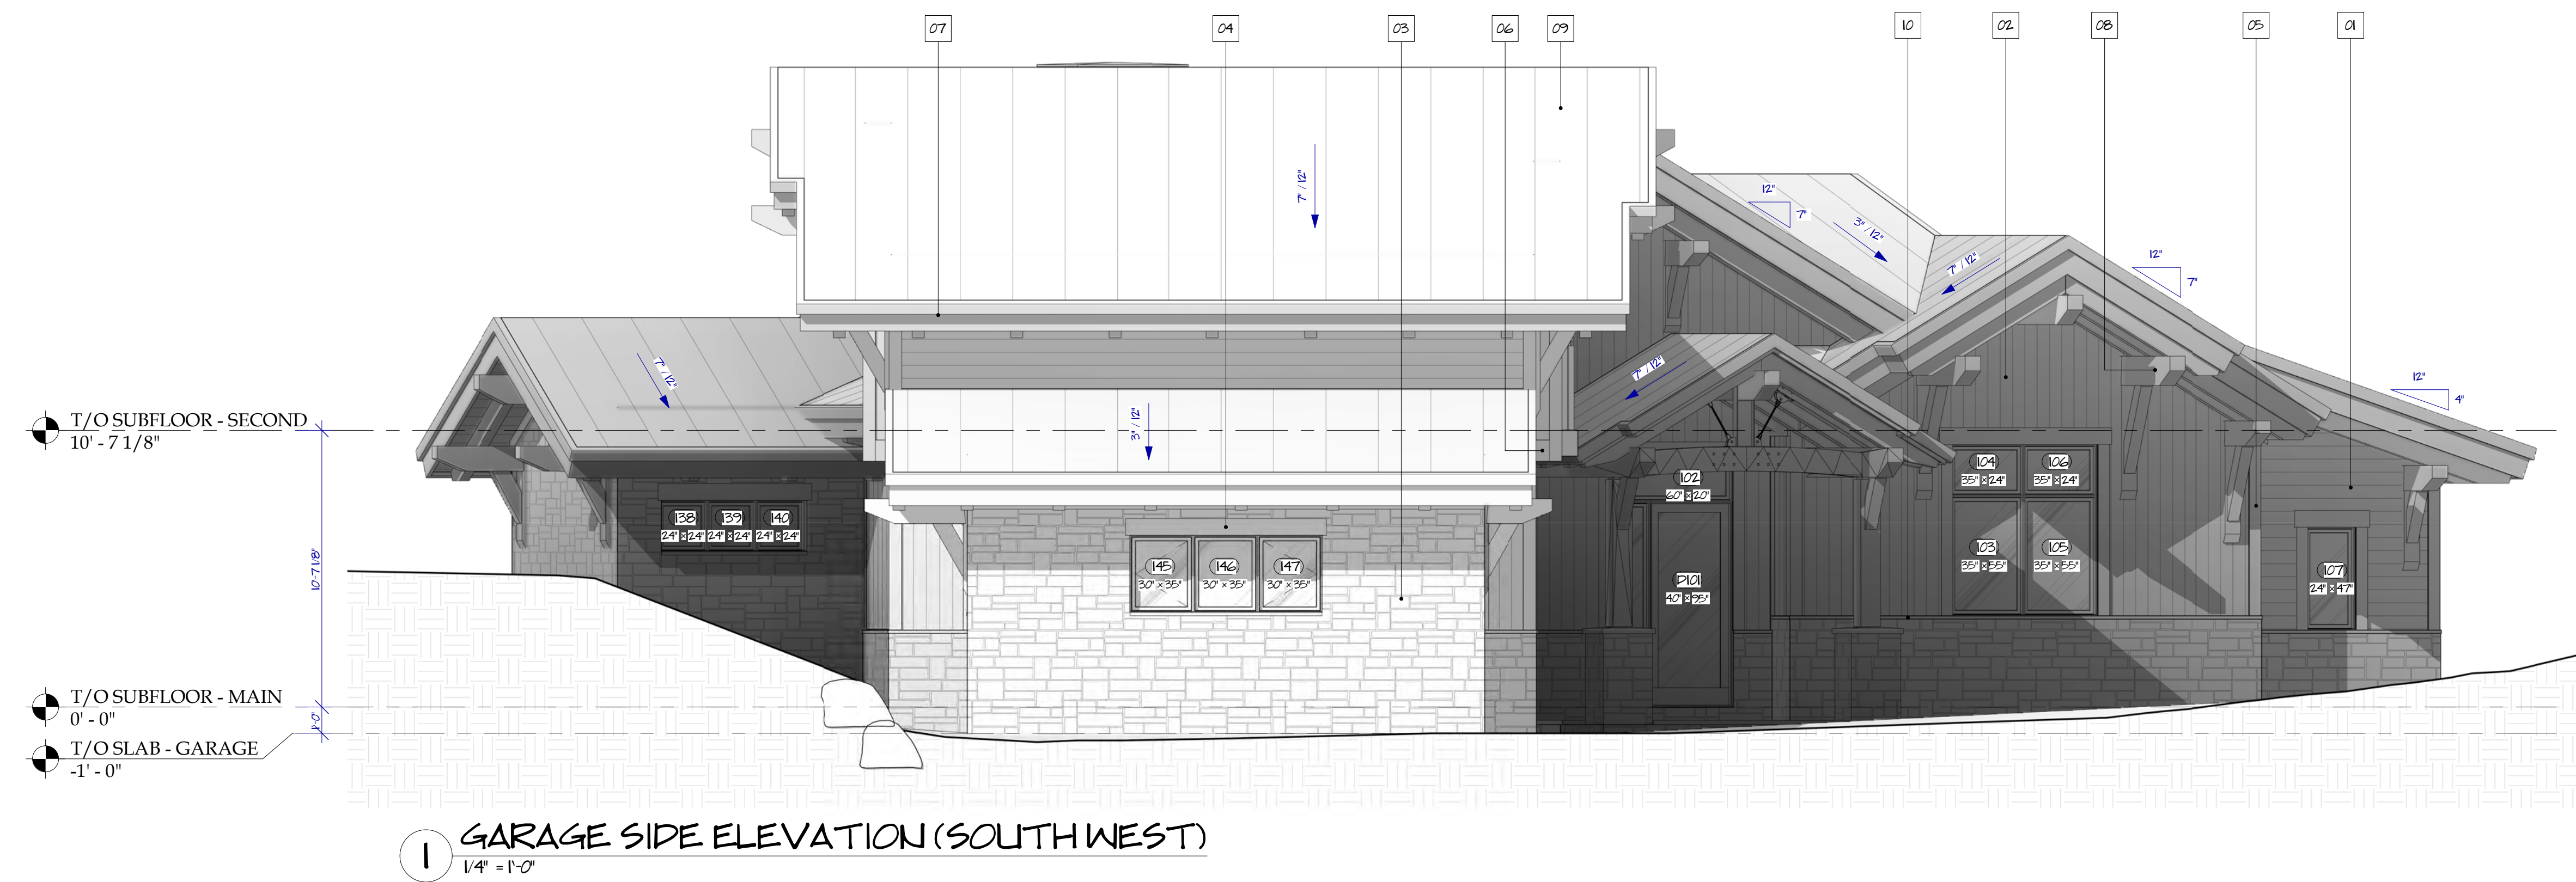 07
04
03
06
09
10
02
08
05
01
7" / 12"
12"
7"
3" / 12"
7" / 12"
12"
7"
7" / 12"
7" / 12"
12"
4"
3" / 12"
T/O SUBFLOOR - SECOND
10' - 7 1/8"
10'-7 1/8"
138
139
140
24" x 24"
24" x 24"
24" x 24"
145
146
147
30" x 35"
30" x 35"
30" x 35"
102
60" x 20"
D101
40" x 95"
104
106
35" x 24"
35" x 24"
103
105
35" x 55"
35" x 55"
107
24" x 47"
T/O SUBFLOOR - MAIN
0' - 0"
1'-0"
T/O SLAB - GARAGE
-1' - 0"
1
GARAGE SIDE ELEVATION (SOUTH WEST)
1/4" = 1'-0"